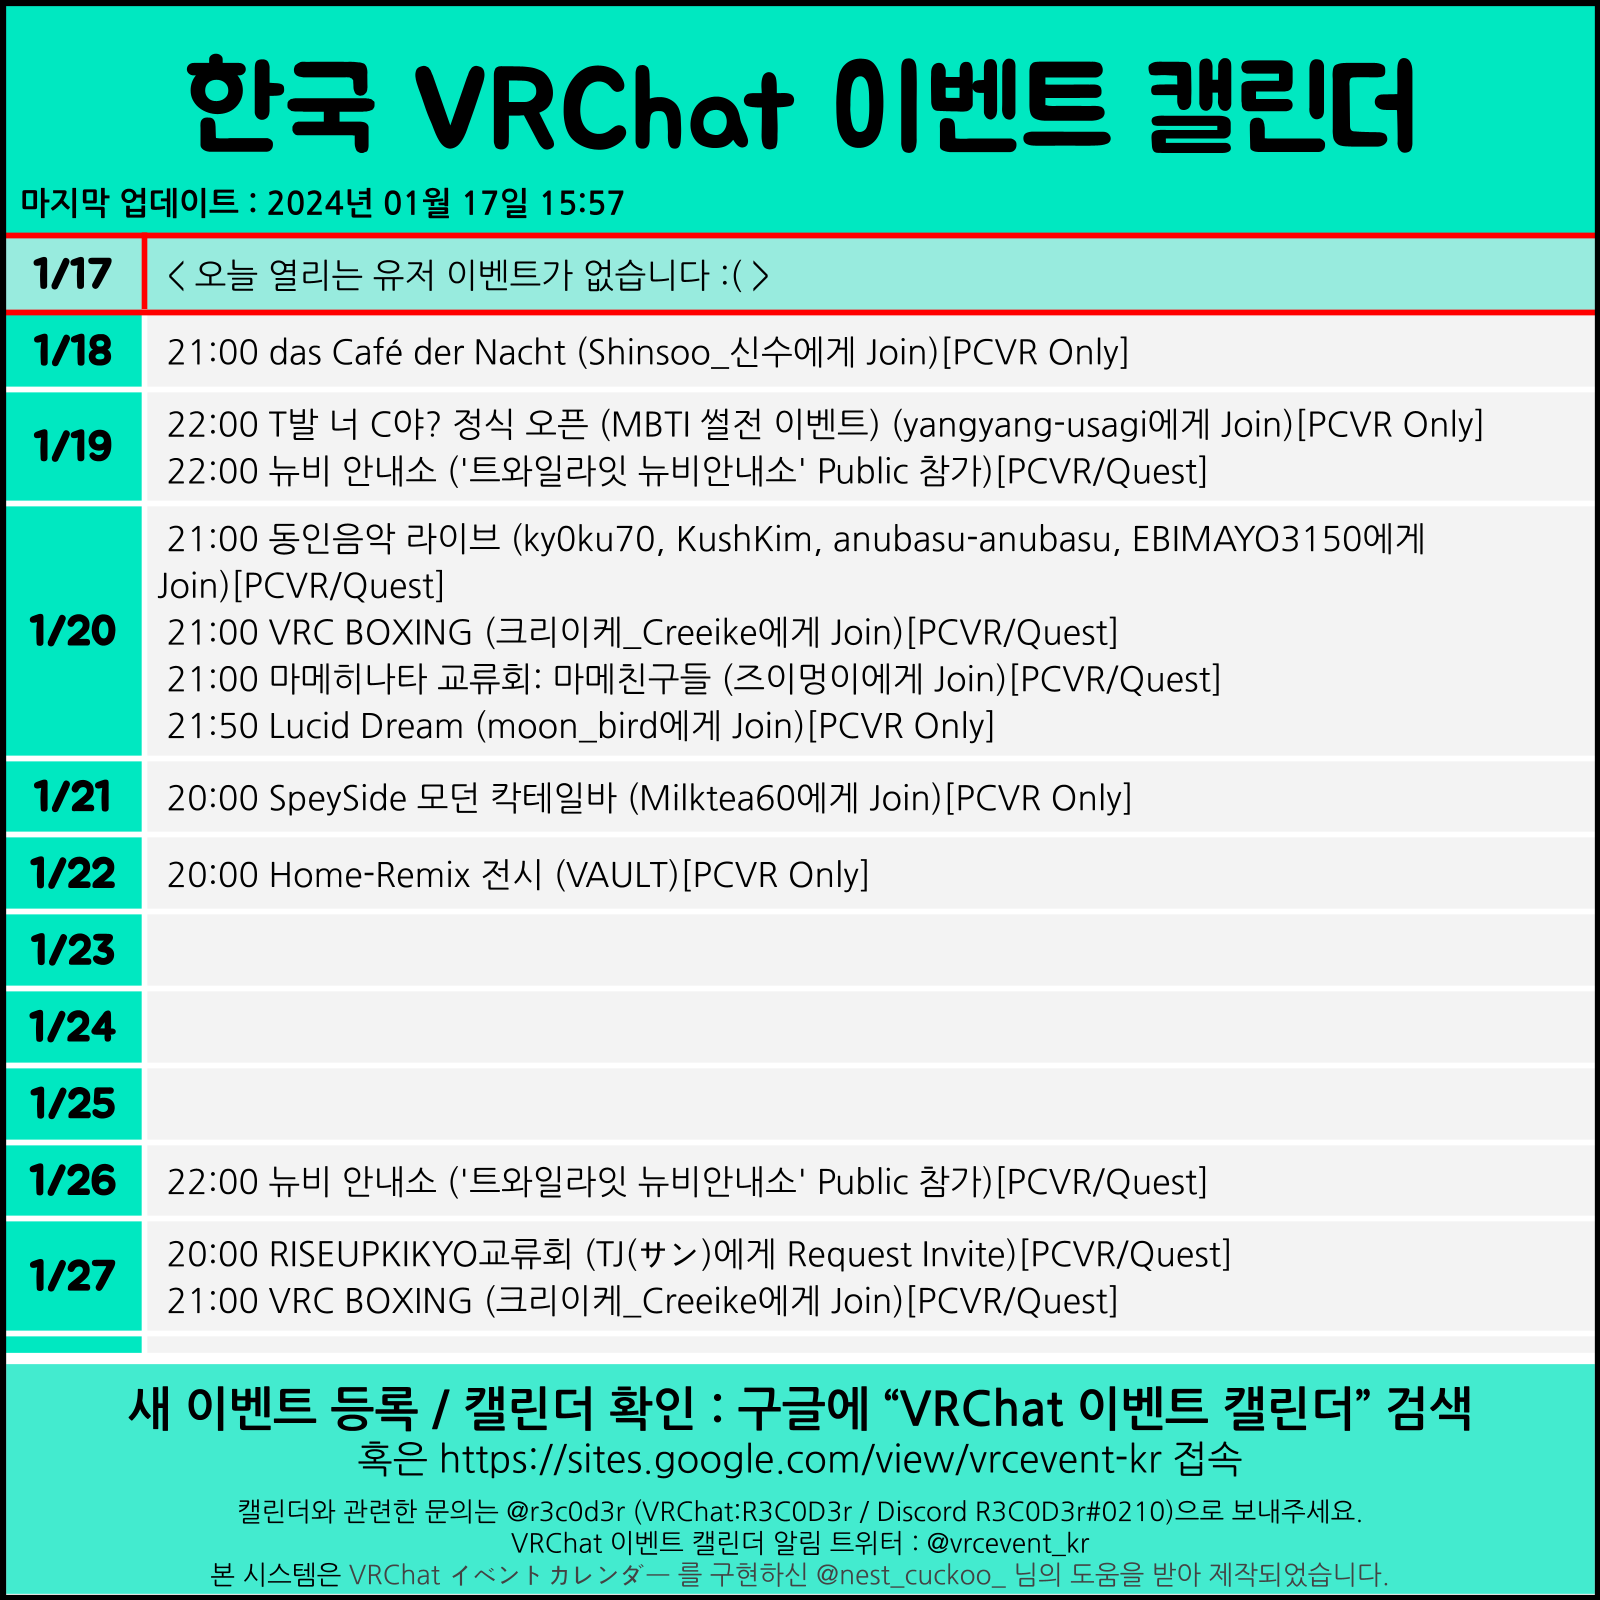 한국 VRChat 이벤트 캘린더
마지막 업데이트 : 2024년 01월 17일 15:57
1/17
< 오늘 열리는 유저 이벤트가 없습니다 :( >
1/18
21:00 das Café der Nacht (Shinsoo_신수에게 Join)[PCVR Only]
1/19
22:00 T발 너 C야? 정식 오픈 (MBTI 썰전 이벤트) (yangyang-usagi에게 Join)[PCVR Only]
22:00 뉴비 안내소 ('트와일라잇 뉴비안내소' Public 참가)[PCVR/Quest]
1/20
21:00 동인음악 라이브 (ky0ku70, KushKim, anubasu-anubasu, EBIMAYO3150에게
Join)[PCVR/Quest]
21:00 VRC BOXING (크리이케_Creeike에게 Join)[PCVR/Quest]
21:00 마메히나타 교류회: 마메친구들 (즈이멍이에게 Join)[PCVR/Quest]
21:50 Lucid Dream (moon_bird에게 Join)[PCVR Only]
1/21
20:00 SpeySide 모던 칵테일바 (Milktea60에게 Join)[PCVR Only]
1/22
20:00 Home-Remix 전시 (VAULT)[PCVR Only]
1/23
1/24
1/25
1/26
22:00 뉴비 안내소 ('트와일라잇 뉴비안내소' Public 참가)[PCVR/Quest]
1/27
20:00 RISEUPKIKYO교류회 (TJ(サン)에게 Request Invite)[PCVR/Quest]
21:00 VRC BOXING (크리이케_Creeike에게 Join)[PCVR/Quest]
새 이벤트 등록 / 캘린더 확인 : 구글에 “VRChat 이벤트 캘린더” 검색
혹은 https://sites.google.com/view/vrcevent-kr 접속
캘린더와 관련한 문의는 @r3c0d3r (VRChat:R3C0D3r / Discord R3C0D3r#0210)으로 보내주세요.
VRChat 이벤트 캘린더 알림 트위터 : @vrcevent_kr
본 시스템은 VRChat イベントカレンダー 를 구현하신 @nest_cuckoo_ 님의 도움을 받아 제작되었습니다.